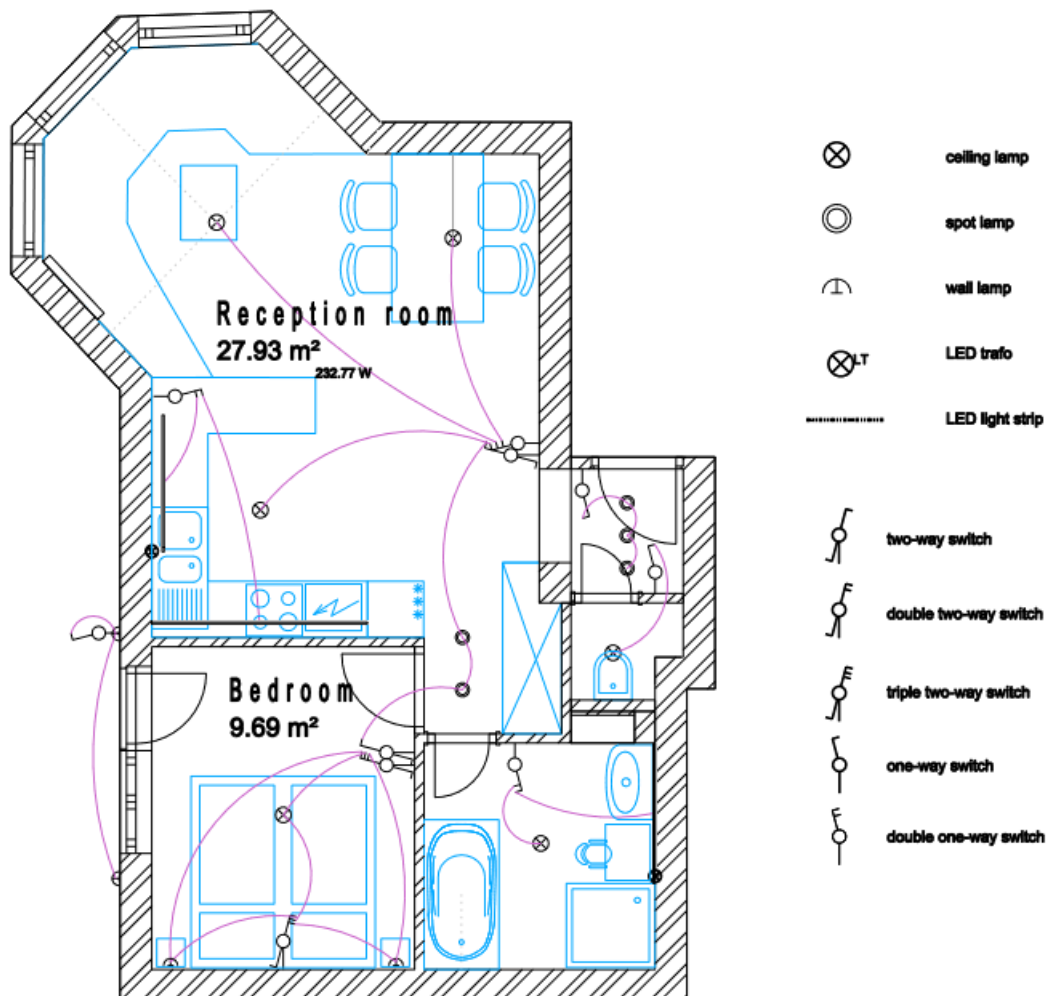 Reception room
27.93 m²
232.77 W
Bedroom
9.69 m²
ceiling lamp
spot lamp
wall lamp
LT
LED trafo
LED light strip
two-way switch
double two-way switch
triple two-way switch
one-way switch
double one-way switch